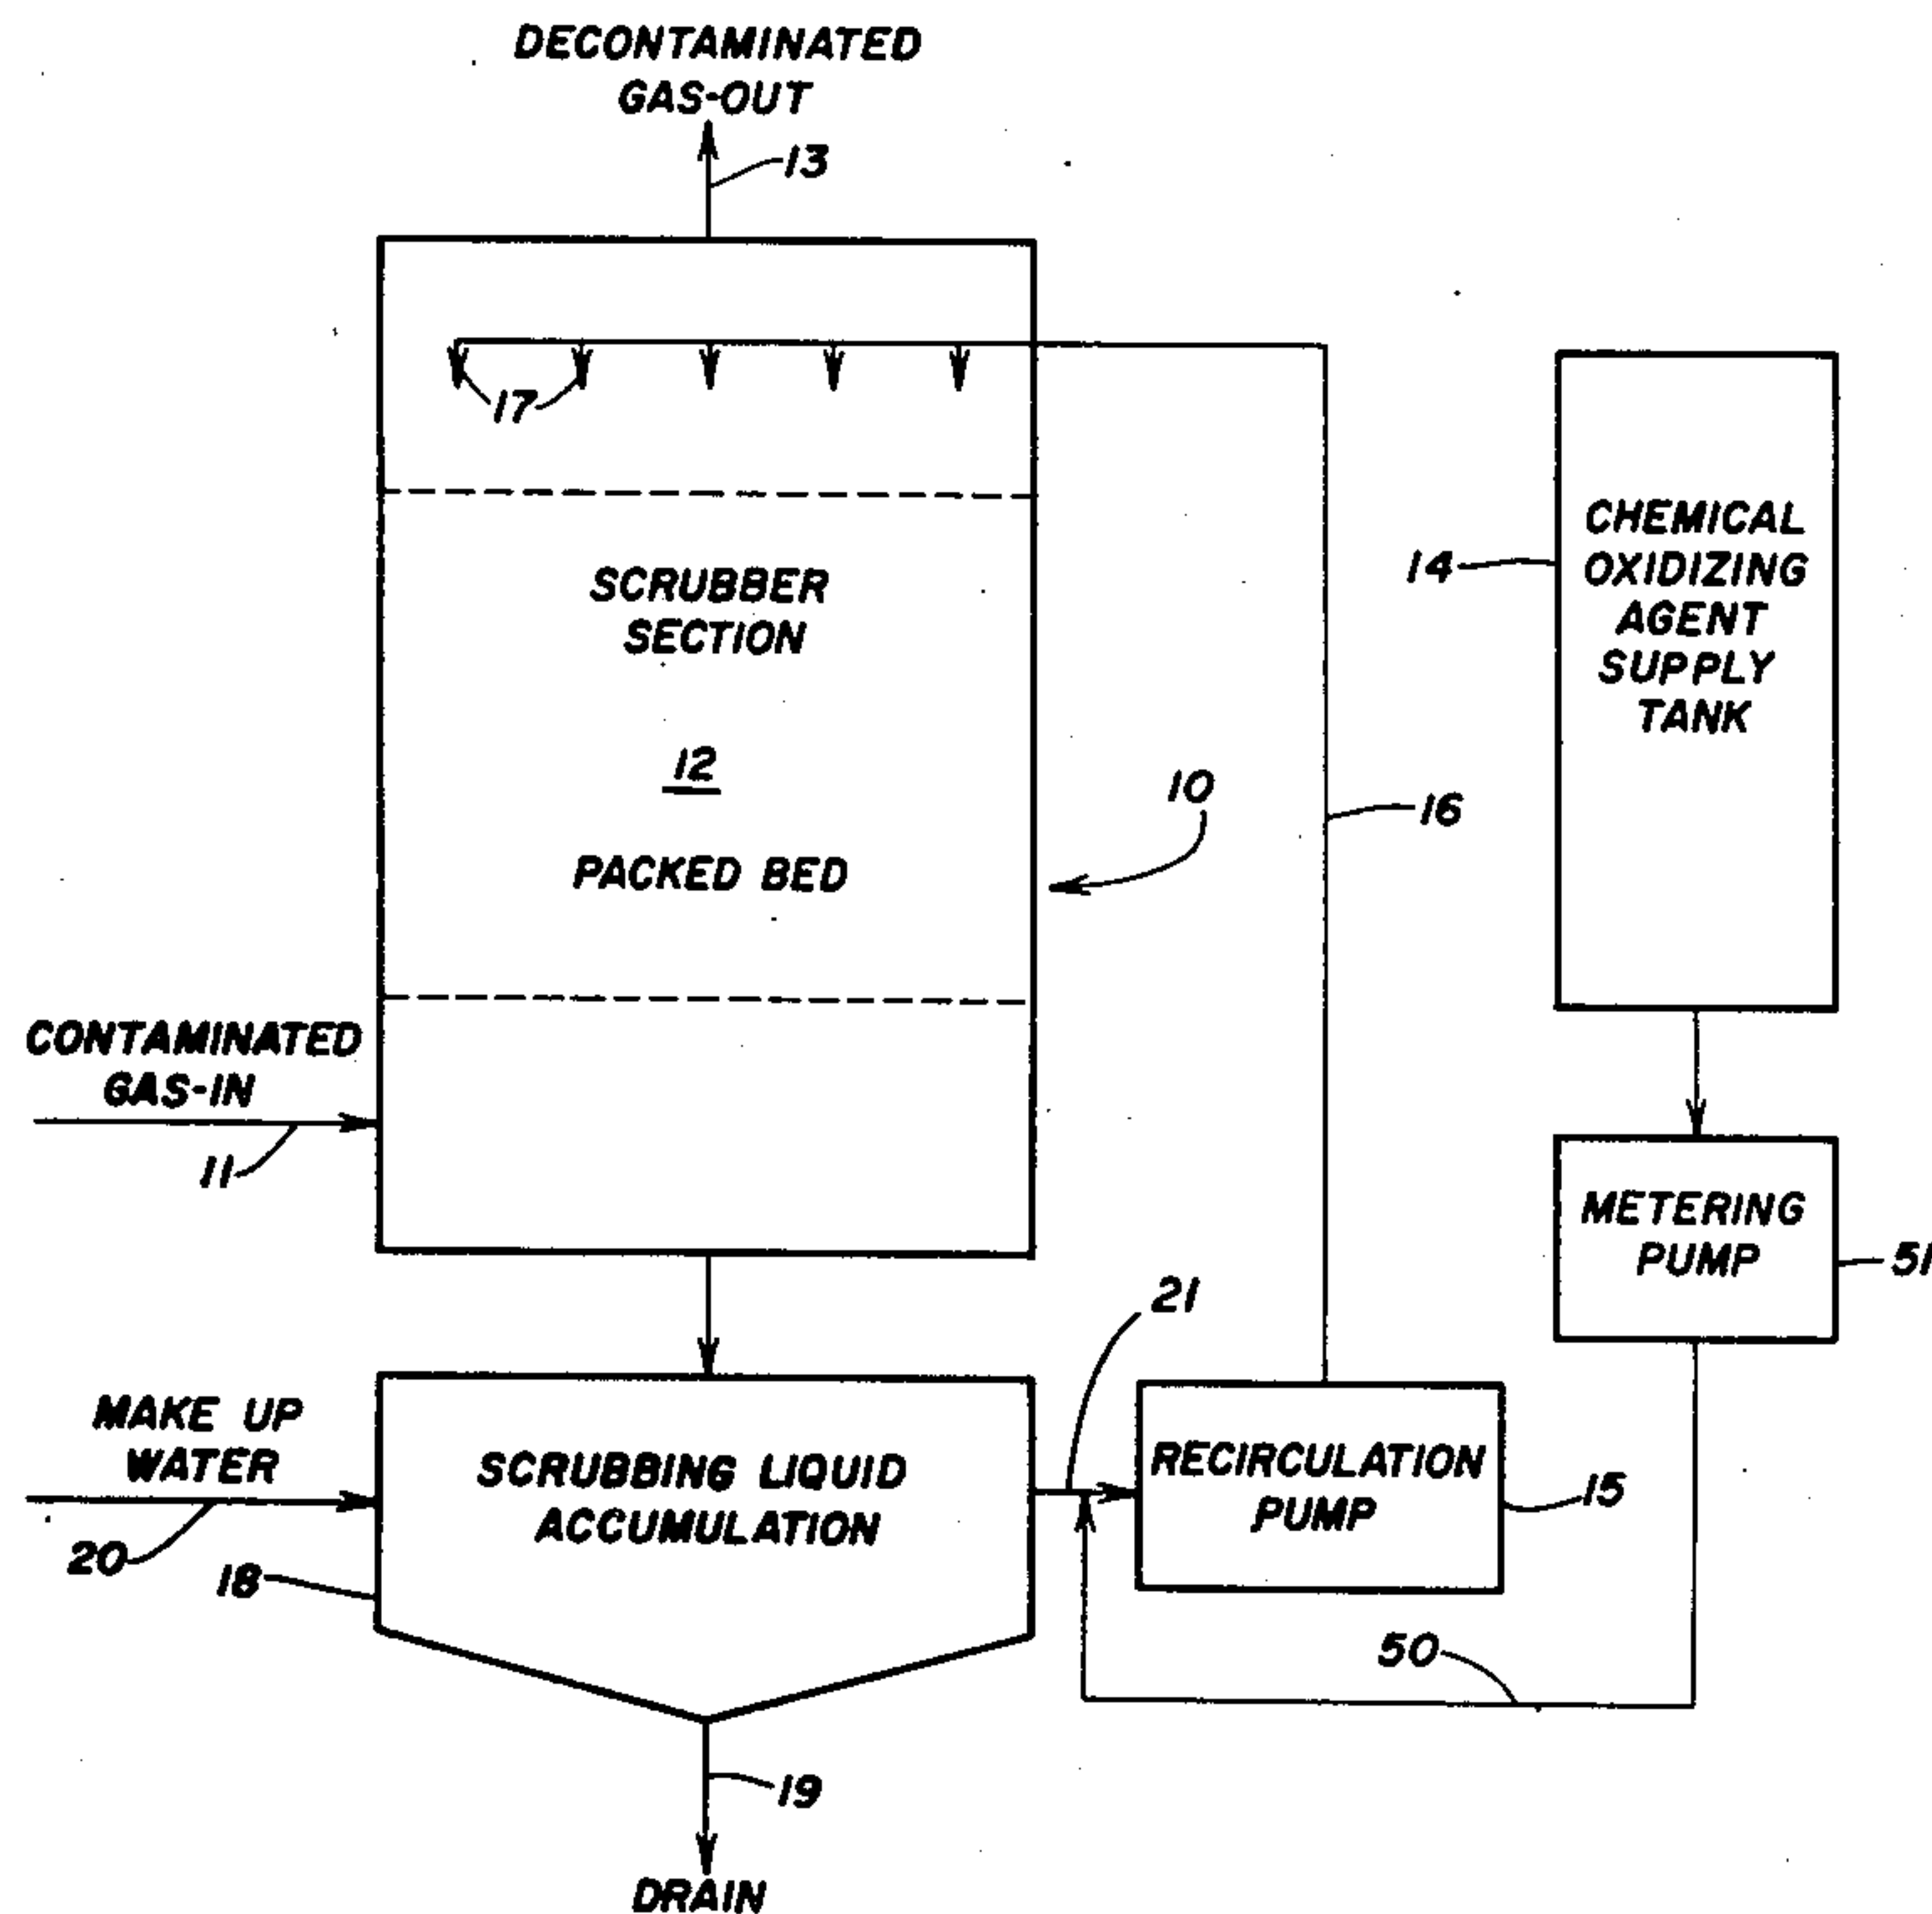 DECONTAMINATED
GAS-OUT
13
17
SCRUBBER
SECTION
12
PACKED BED
10
16
14
CHEMICAL
OXIDIZING
AGENT
SUPPLY
TANK
CONTAMINATED
GAS-IN
11
METERING
PUMP
51
21
MAKE UP
WATER
20
18
SCRUBBING LIQUID
ACCUMULATION
RECIRCULATION
PUMP
15
50
19
DRAIN